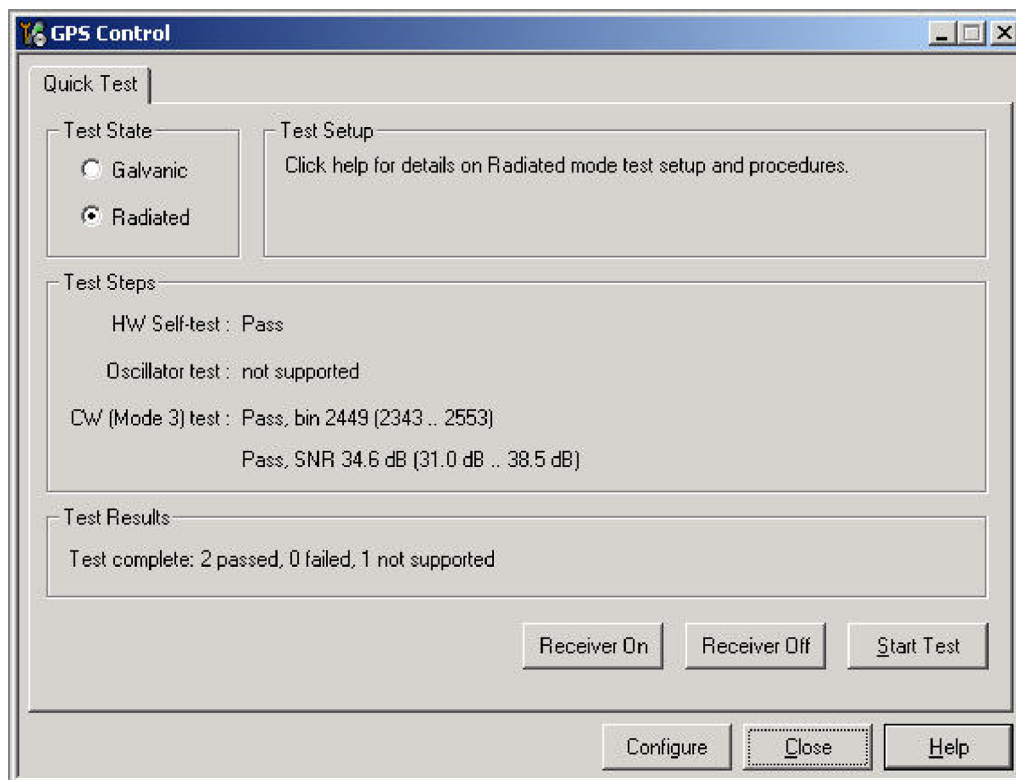 GPS Control
Quick Test
Test State
Galvanic
Radiated
Test Setup
Click help for details on Radiated mode test setup and procedures.
Test Steps
HW Self-test : Pass
Oscillator test : not supported
CW (Mode 3) test : Pass, bin 2449 (2343 .. 2553)
Pass, SNR 34.6 dB (31.0 dB .. 38.5 dB)
Test Results
Test complete: 2 passed, 0 failed, 1 not supported
Receiver On Receiver Off Start Test
Configure Close Help